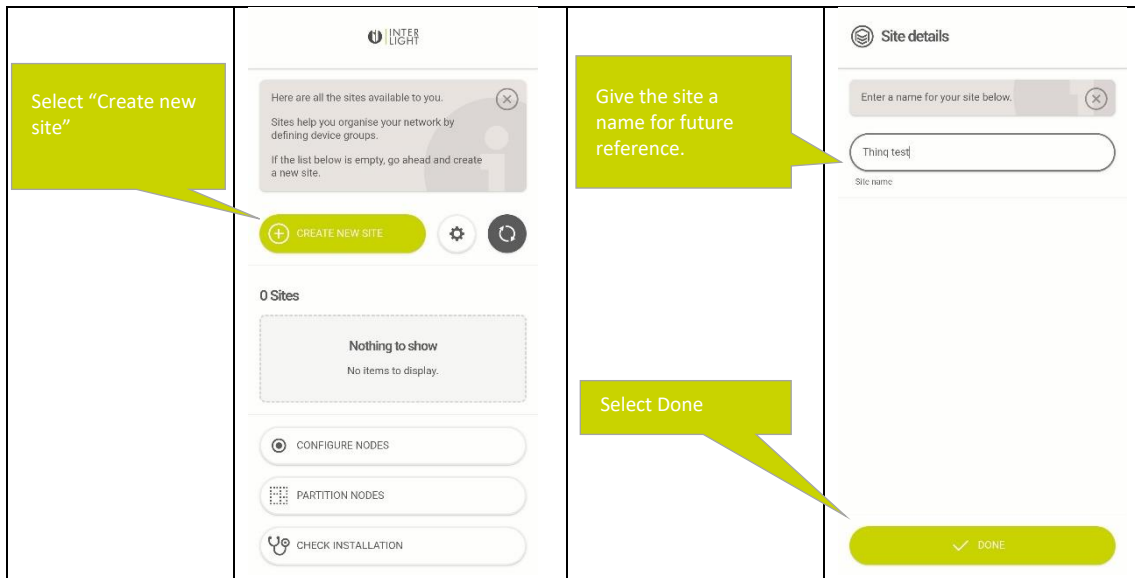 Select “Create new
site”
INTER
LIGHT
Here are all the sites available to you.
Sites help you organise your network by
defining device groups.
If the list below is empty, go ahead and create
a new site.
CREATE NEW SITE
0 Sites
Nothing to show
No items to display.
CONFIGURE NODES
PARTITION NODES
CHECK INSTALLATION
Give the site a
name for future
reference.
Select Done
Site details
Enter a name for your site below.
Thinq test
Site name
DONE